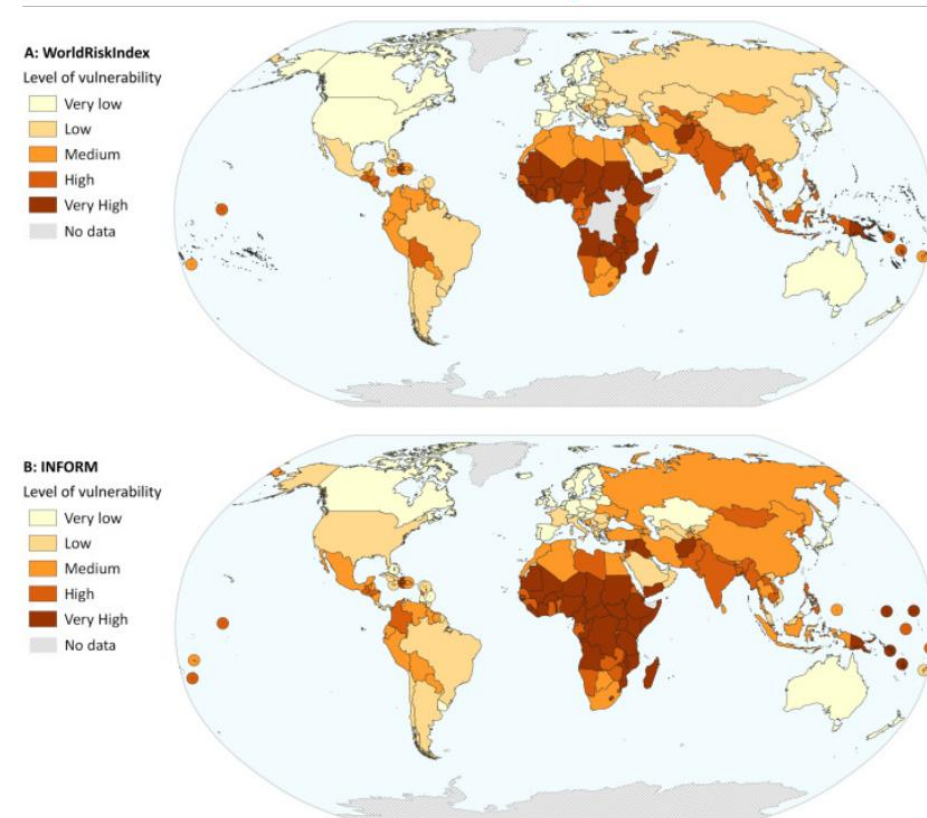 A: WorldRiskIndex
Level of vulnerability
Very low
Low
Medium
High
Very High
No data
B: INFORM
Level of vulnerability
Very low
Low
Medium
High
Very High
No data